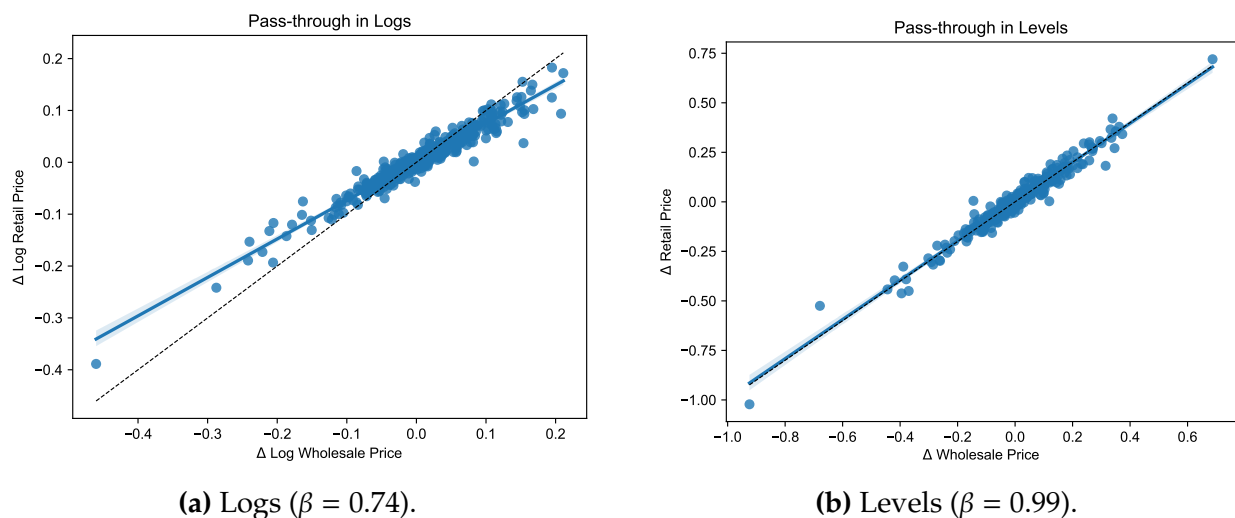 Pass-through in Logs
Δ Log Retail Price
0.2
0.1
0.0
−0.1
−0.2
−0.3
−0.4
−0.4 −0.3 −0.2 −0.1 0.0 0.1 0.2
Δ Log Wholesale Price
(a) Logs (β = 0.74).
Pass-through in Levels
Δ Retail Price
0.75
0.50
0.25
0.00
−0.25
−0.50
−0.75
−1.00
−1.0 −0.8 −0.6 −0.4 −0.2 0.0 0.2 0.4 0.6
Δ Wholesale Price
(b) Levels (β = 0.99).